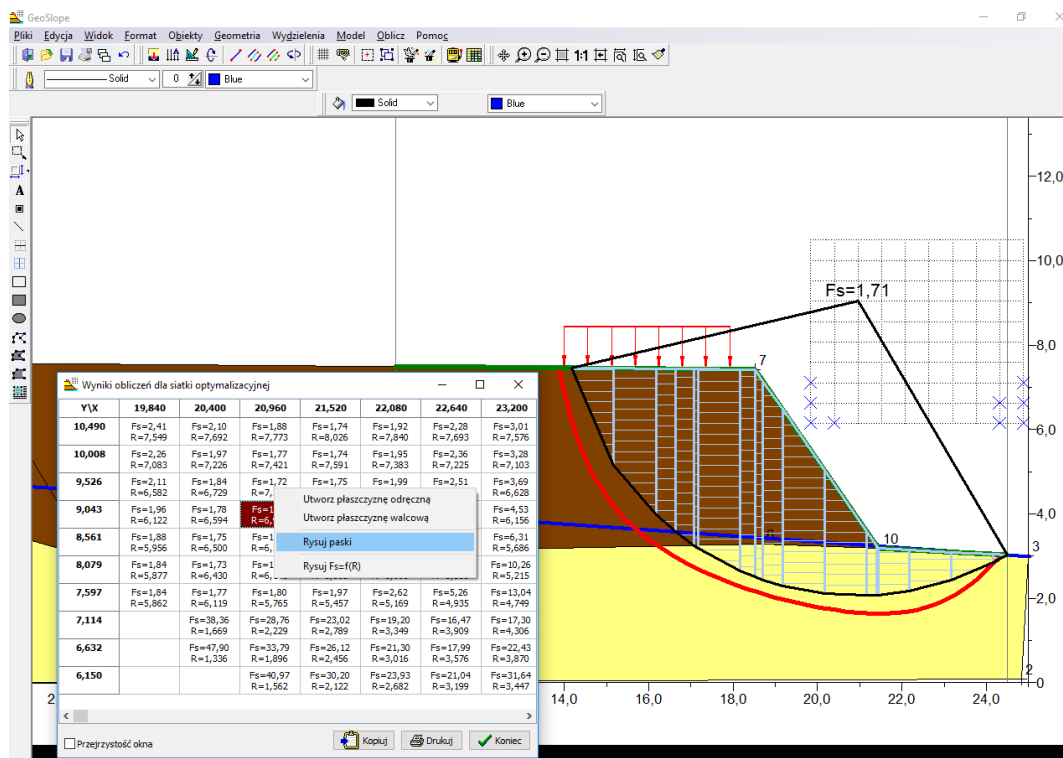 GeoSlope
Pliki Edycja Widok Format Obiekty Geometria Wydzielenia Model Oblicz Pomoc
1:1
Solid 0 Blue
Solid Blue
A
12,0
10,0
Fs=1,71
8,0
7
6,0
4,0
6
10
3
2,0
2
0
2
14,0 16,0 18,0 20,0 22,0 24,0
Wyniki obliczeń dla siatki optymalizacyjnej
Y\X 19,840 20,400 20,960 21,520 22,080 22,640 23,200
10,490 Fs=2,41 Fs=2,10 Fs=1,88 Fs=1,74 Fs=1,92 Fs=2,28 Fs=3,01
R=7,549 R=7,692 R=7,773 R=8,026 R=7,840 R=7,693 R=7,576
10,008 Fs=2,26 Fs=1,97 Fs=1,77 Fs=1,74 Fs=1,95 Fs=2,36 Fs=3,28
R=7,083 R=7,226 R=7,421 R=7,591 R=7,383 R=7,225 R=7,103
9,526 Fs=2,11 Fs=1,84 Fs=1,72 Fs=1,75 Fs=1,99 Fs=2,51 Fs=3,69
R=6,582 R=6,729 R=7, R=6,628
9,043 Fs=1,96 Fs=1,78 Fs=1 Fs=4,53
R=6,122 R=6,594 R=6, R=6,156
8,561 Fs=1,88 Fs=1,75 Fs=1 Fs=6,31
R=5,956 R=6,500 R=6, R=5,686
8,079 Fs=1,84 Fs=1,73 Fs=1 Fs=10,26
R=5,877 R=6,430 R=6, R=5,215
7,597 Fs=1,84 Fs=1,77 Fs=1,80 Fs=1,97 Fs=2,62 Fs=5,26 Fs=13,04
R=5,862 R=6,119 R=5,765 R=5,457 R=5,169 R=4,935 R=4,749
7,114 Fs=38,36 Fs=28,76 Fs=23,02 Fs=19,20 Fs=16,47 Fs=17,30
R=1,669 R=2,229 R=2,789 R=3,349 R=3,909 R=4,306
6,632 Fs=47,90 Fs=33,79 Fs=26,12 Fs=21,30 Fs=17,99 Fs=22,43
R=1,336 R=1,896 R=2,456 R=3,016 R=3,576 R=3,870
6,150 Fs=40,97 Fs=30,20 Fs=23,93 Fs=21,04 Fs=31,64
R=1,562 R=2,122 R=2,682 R=3,199 R=3,447
Utworz płaszczyznę odręczną
Utworz płaszczyznę walcową
Rysuj paski
Rysuj Fs=f(R)
Przejrzystość okna Kopiuj Drukuj Koniec